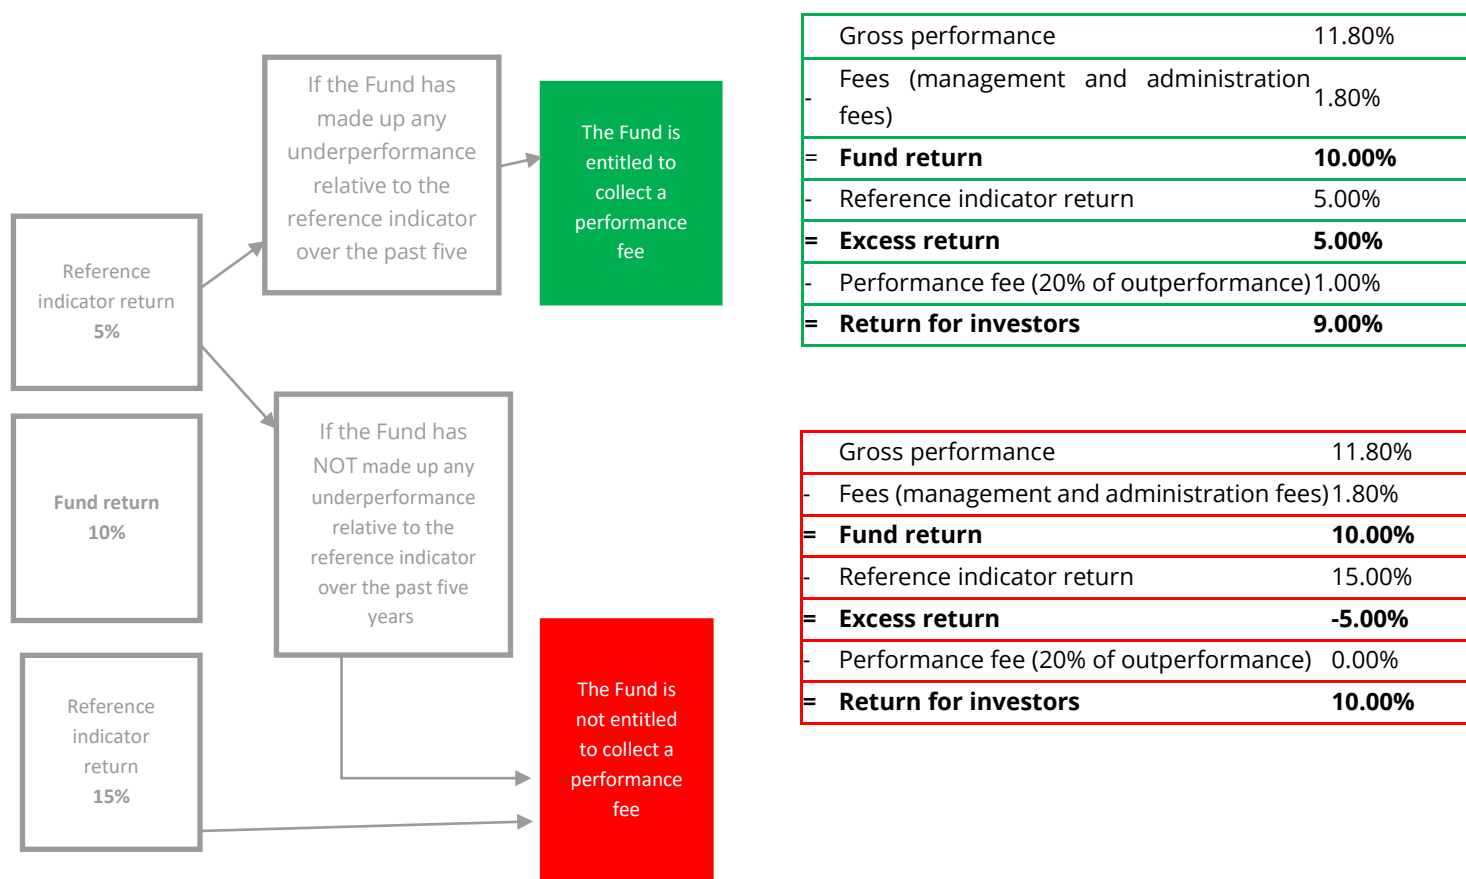 Reference
indicator return
5%
Fund return
10%
Reference
indicator
return
15%
If the Fund has
made up any
underperformance
relative to the
reference indicator
over the past five
If the Fund has
NOT made up any
underperformance
relative to the
reference indicator
over the past five
years
The Fund is
entitled to
collect a
performance
fee
The Fund is
not entitled
to collect a
performance
fee
Gross performance 11.80%
- Fees (management and administration
fees) 1.80%
= Fund return 10.00%
- Reference indicator return 5.00%
= Excess return 5.00%
- Performance fee (20% of outperformance) 1.00%
= Return for investors 9.00%
Gross performance 11.80%
- Fees (management and administration fees) 1.80%
= Fund return 10.00%
- Reference indicator return 15.00%
= Excess return -5.00%
- Performance fee (20% of outperformance) 0.00%
= Return for investors 10.00%